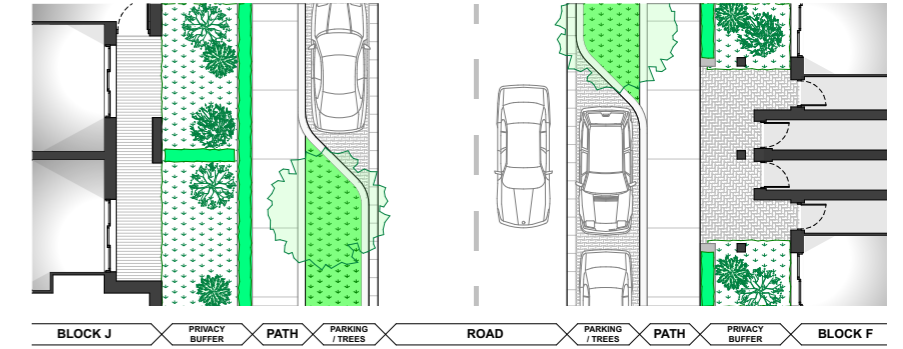 BLOCK J
PRIVACY
BUFFER
PATH
PARKING
/ TREES
ROAD
PARKING
/ TREES
PATH
PRIVACY
BUFFER
BLOCK F